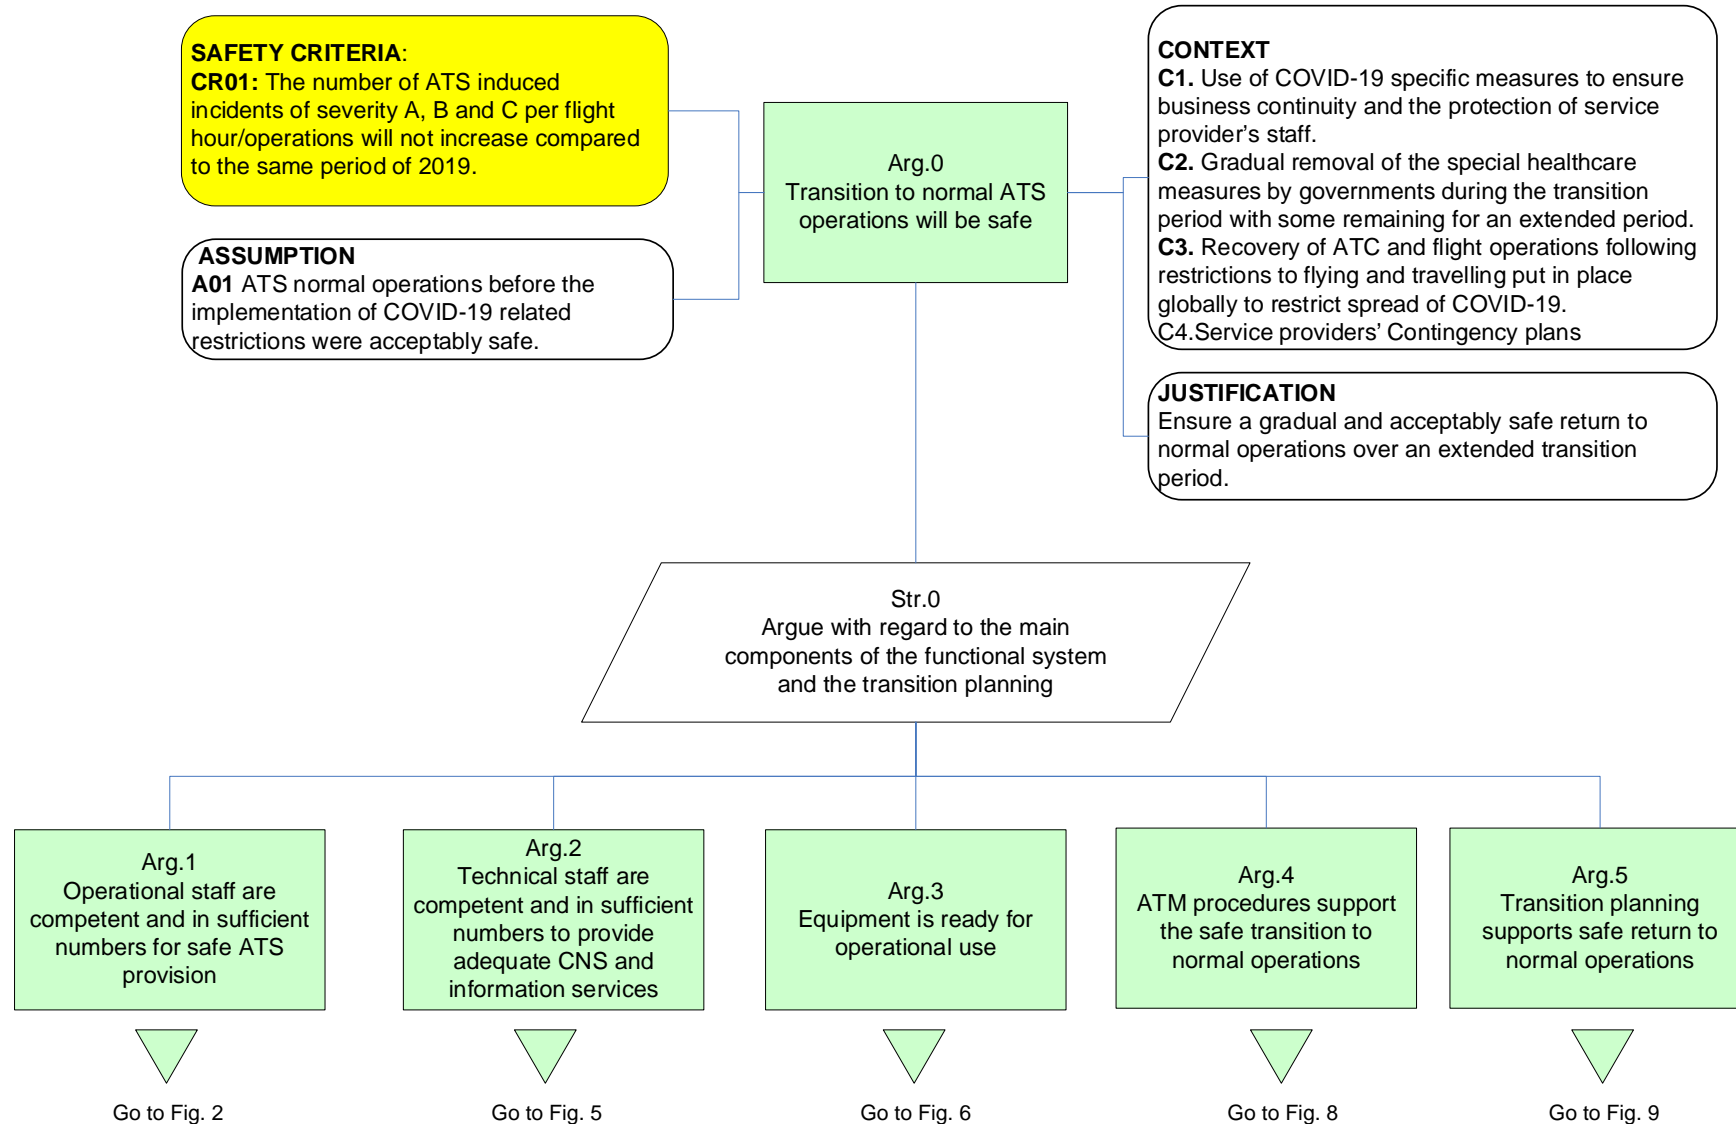 SAFETY CRITERIA:
CR01: The number of ATS induced
incidents of severity A, B and C per flight
hour/operations will not increase compared
to the same period of 2019.
ASSUMPTION
A01 ATS normal operations before the
implementation of COVID-19 related
restrictions were acceptably safe.
Arg.0
Transition to normal ATS
operations will be safe
CONTEXT
C1. Use of COVID-19 specific measures to ensure
business continuity and the protection of service
provider’s staff.
C2. Gradual removal of the special healthcare
measures by governments during the transition
period with some remaining for an extended period.
C3. Recovery of ATC and flight operations following
restrictions to flying and travelling put in place
globally to restrict spread of COVID-19.
C4.Service providers’ Contingency plans
JUSTIFICATION
Ensure a gradual and acceptably safe return to
normal operations over an extended transition
period.
Str.0
Argue with regard to the main
components of the functional system
and the transition planning
Arg.1
Operational staff are
competent and in sufficient
numbers for safe ATS
provision
Go to Fig. 2
Arg.2
Technical staff are
competent and in sufficient
numbers to provide
adequate CNS and
information services
Go to Fig. 5
Arg.3
Equipment is ready for
operational use
Go to Fig. 6
Arg.4
ATM procedures support
the safe transition to
normal operations
Go to Fig. 8
Arg.5
Transition planning
supports safe return to
normal operations
Go to Fig. 9